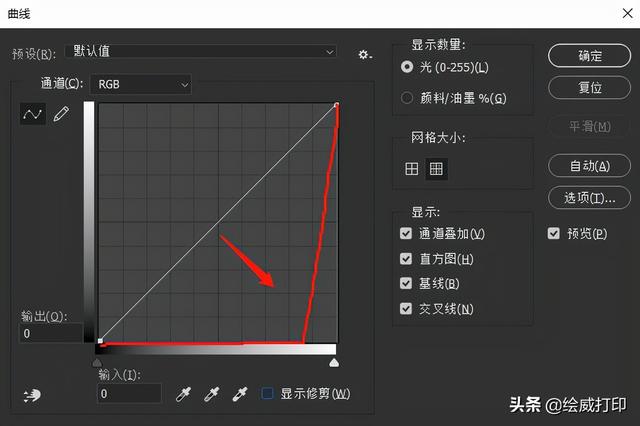 曲线
预设(R): 默认值
通道(C): RGB
输出(O):
0
输入(I):
0
显示修剪(W)
显示数量:
光 (0-255)(L)
颜料/油墨 %(G)
网格大小:
显示:
通道叠加(V)
直方图(H)
基线(B)
交叉线(N)
确定
复位
平滑(M)
自动(A)
选项(T)...
预览(P)
头条 @绘威打印